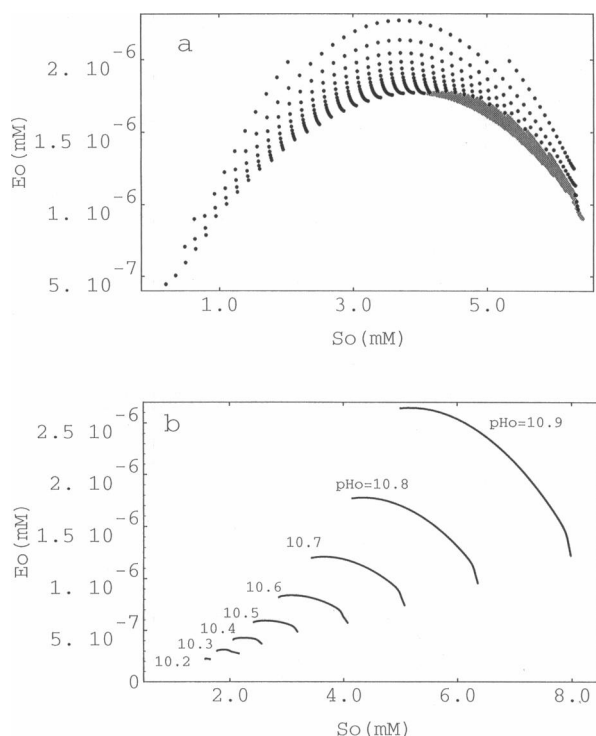 a
2. 10-6
1.5 10-6
1. 10-6
5. 10-7
Eo(mM)
1.0 3.0 5.0
So(mM)
b
2.5 10-6
2. 10-6
1.5 10-6
1. 10-6
5. 10-7
0
Eo(mM)
pHo=10.9
pHo=10.8
10.7
10.6
10.5
10.4
10.3
10.2
2.0 4.0 6.0 8.0
So(mM)